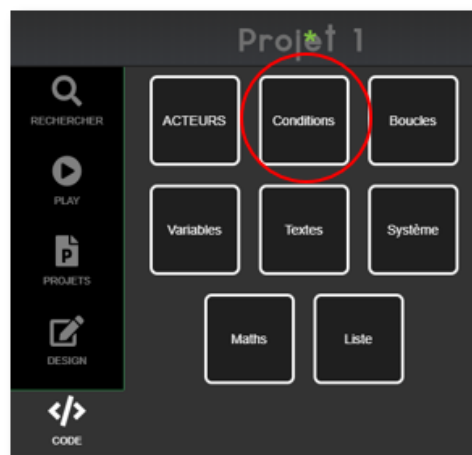 Projet 1
RECHERCHER
ACTEURS Conditions Boucles
PLAY
Variables Textes Système
P
PROJETS
Maths Liste
DESIGN
</>
CODE